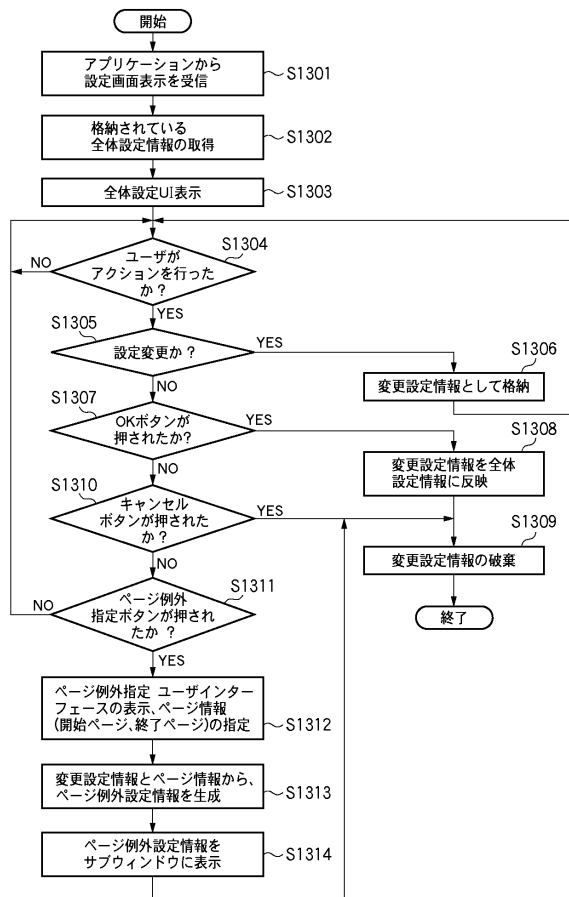 開始
アプリケーションから
設定画面表示を受信
S1301
格納されている
全体設定情報の取得
S1302
全体設定UI表示
S1303
ユーザが
アクションを行った
か?
S1304
NO
YES
S1305
設定変更か?
YES
NO
S1306
変更設定情報として格納
S1307
OKボタンが
押されたか?
YES
NO
S1308
変更設定情報を全体
設定情報に反映
S1310
キャンセル
ボタンが押された
か?
YES
NO
S1309
変更設定情報の破棄
終了
S1311
ページ例外
指定ボタンが押され
たか ?
NO
YES
ページ例外指定 ユーザインター
フェースの表示、ページ情報
(開始ページ、終了ページ)の指定
S1312
変更設定情報とページ情報から、
ページ例外設定情報を生成
S1313
ページ例外設定情報を
サブウィンドウに表示
S1314